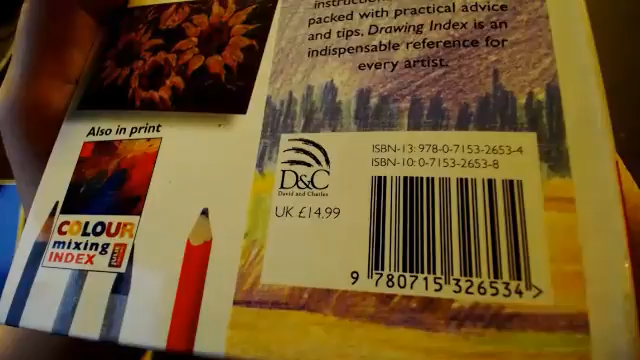 instruction
packed with practical advice
and tips, Drawing Index is an
indispensable reference for
every artist.
Also in print
COLOUR
mixing
INDEX
D&C
David and Charles
UK £14.99
ISBN-13: 978-0-7153-2653-4
ISBN-10: 0-7153-2653-8
9 780715 326534 >